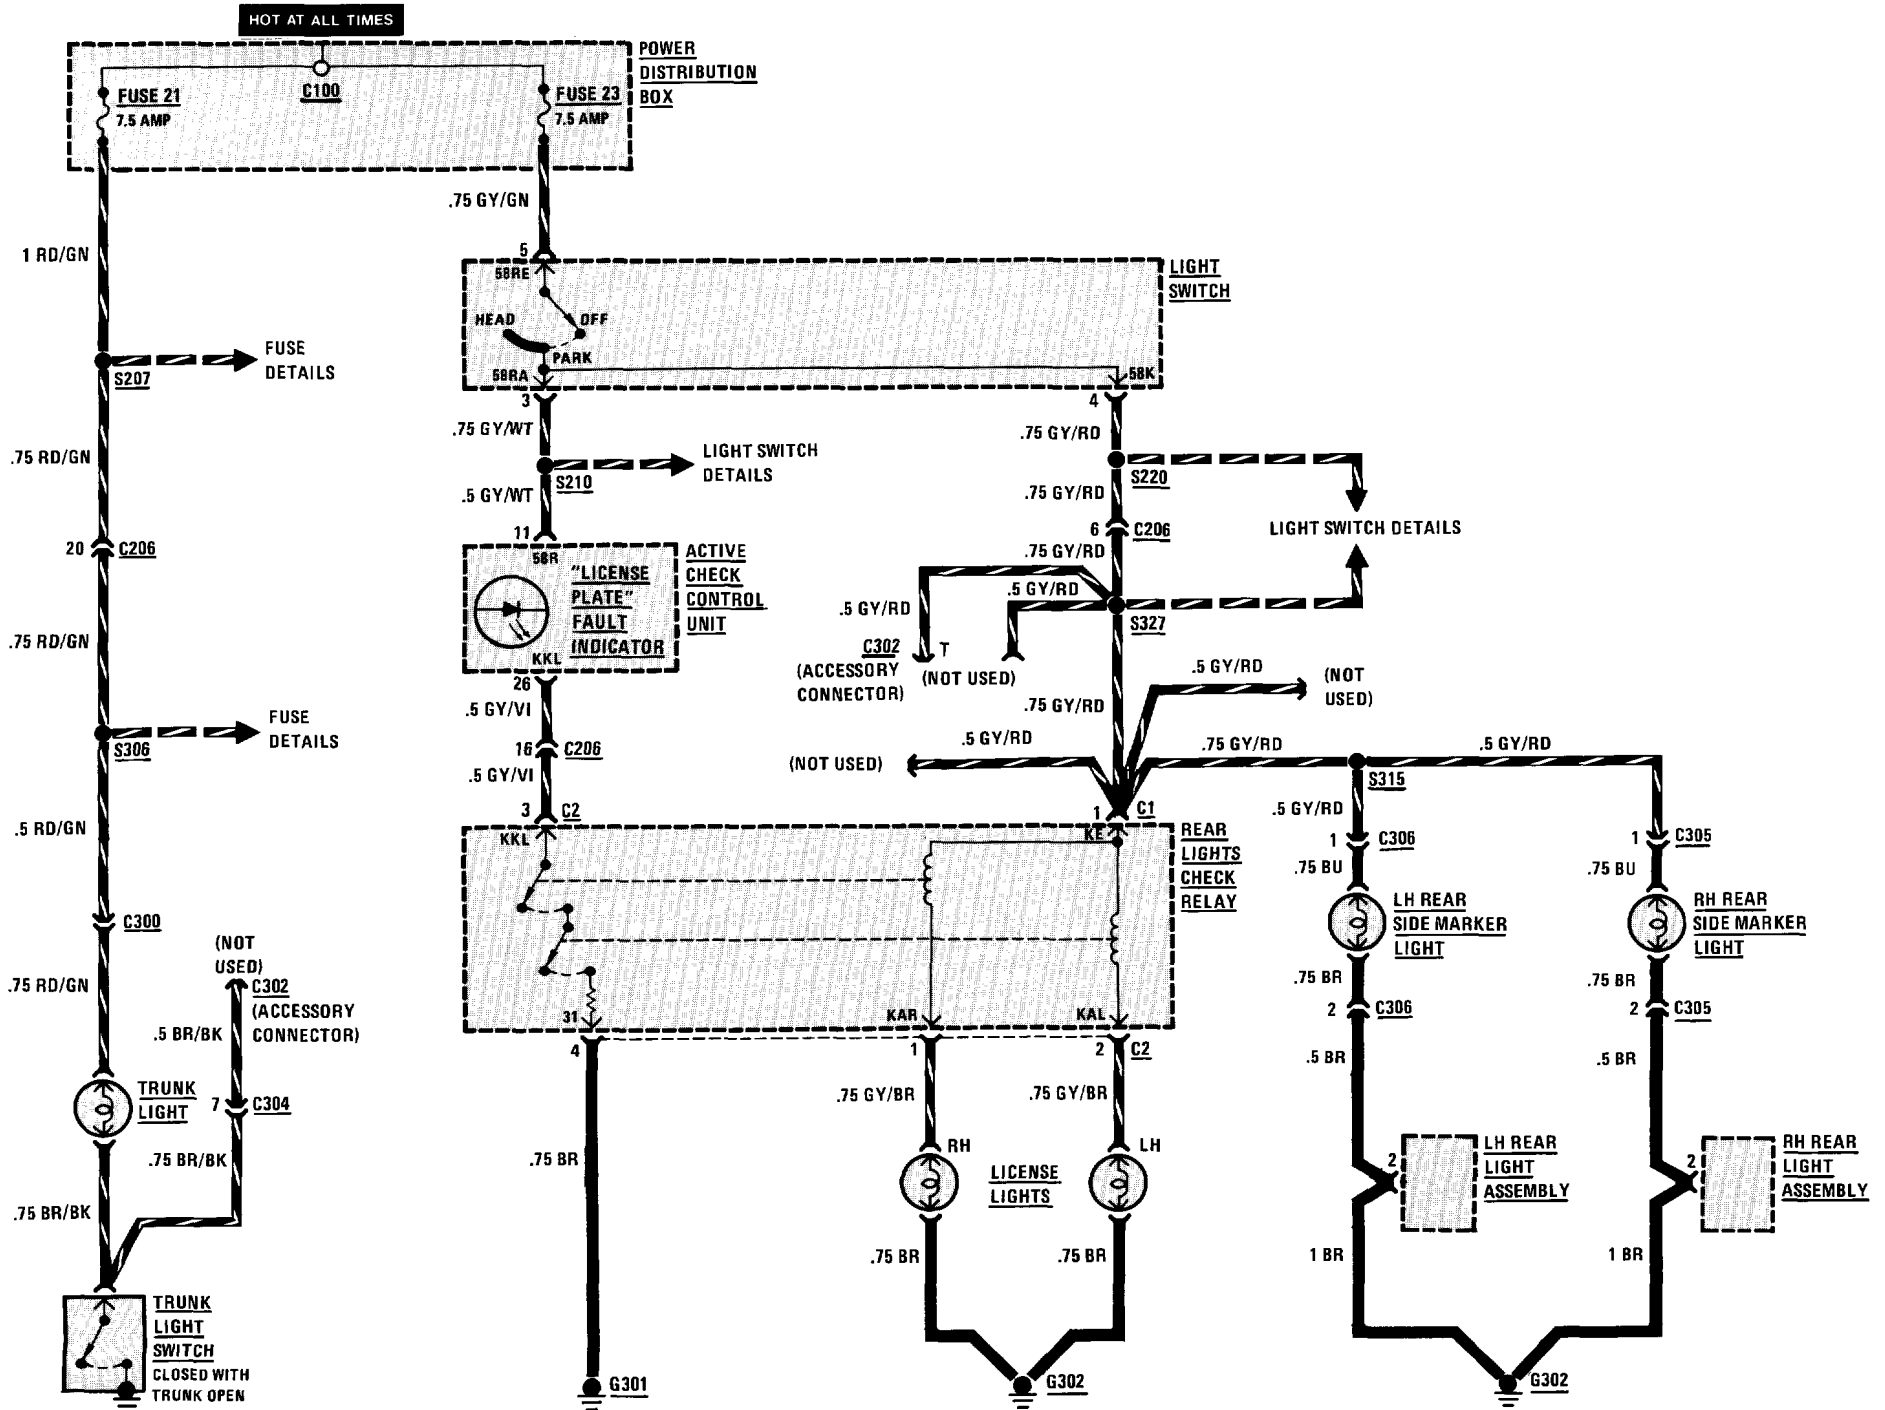 HOT AT ALL TIMES
POWER
DISTRIBUTION
BOX
C100
FUSE 21
7.5 AMP
FUSE 23
7.5 AMP
.75 GY/GN
1 RD/GN
5
58RE
LIGHT
SWITCH
HEAD
OFF
PARK
58RA
58K
FUSE
DETAILS
S207
3
4
.75 GY/WT
.75 GY/RD
LIGHT SWITCH
DETAILS
.75 RD/GN
S210
S220
.5 GY/WT
.75 GY/RD
11
6
C206
LIGHT SWITCH DETAILS
20
C206
58R
"LICENSE
PLATE"
FAULT
INDICATOR
KKL
ACTIVE
CHECK
CONTROL
UNIT
.75 GY/RD
.5 GY/RD
.5 GY/RD
S327
C302
T
(ACCESSORY
CONNECTOR)
(NOT USED)
.75 RD/GN
26
.5 GY/VI
.75 GY/RD
.5 GY/RD
(NOT
USED)
FUSE
DETAILS
S306
16
C206
.5 GY/RD
(NOT USED)
.75 GY/RD
.5 GY/RD
S315
.5 GY/VI
3
C2
1
C1
.5 GY/RD
.5 RD/GN
KKL
KE
REAR
LIGHTS
CHECK
RELAY
1
C306
1
C305
.75 BU
.75 BU
LH REAR
SIDE MARKER
LIGHT
RH REAR
SIDE MARKER
LIGHT
C300
(NOT
USED)
C302
(ACCESSORY
CONNECTOR)
.75 RD/GN
.75 BR
.75 BR
31
KAR
KAL
2
C306
2
C305
.5 BR/BK
4
1
2
C2
.5 BR
.5 BR
TRUNK
LIGHT
7
C304
.75 GY/BR
.75 GY/BR
.75 BR/BK
.75 BR
RH
LH
LICENSE
LIGHTS
2
LH REAR
LIGHT
ASSEMBLY
2
RH REAR
LIGHT
ASSEMBLY
.75 BR/BK
.75 BR
.75 BR
1 BR
1 BR
TRUNK
LIGHT
SWITCH
CLOSED WITH
TRUNK OPEN
G301
G302
G302